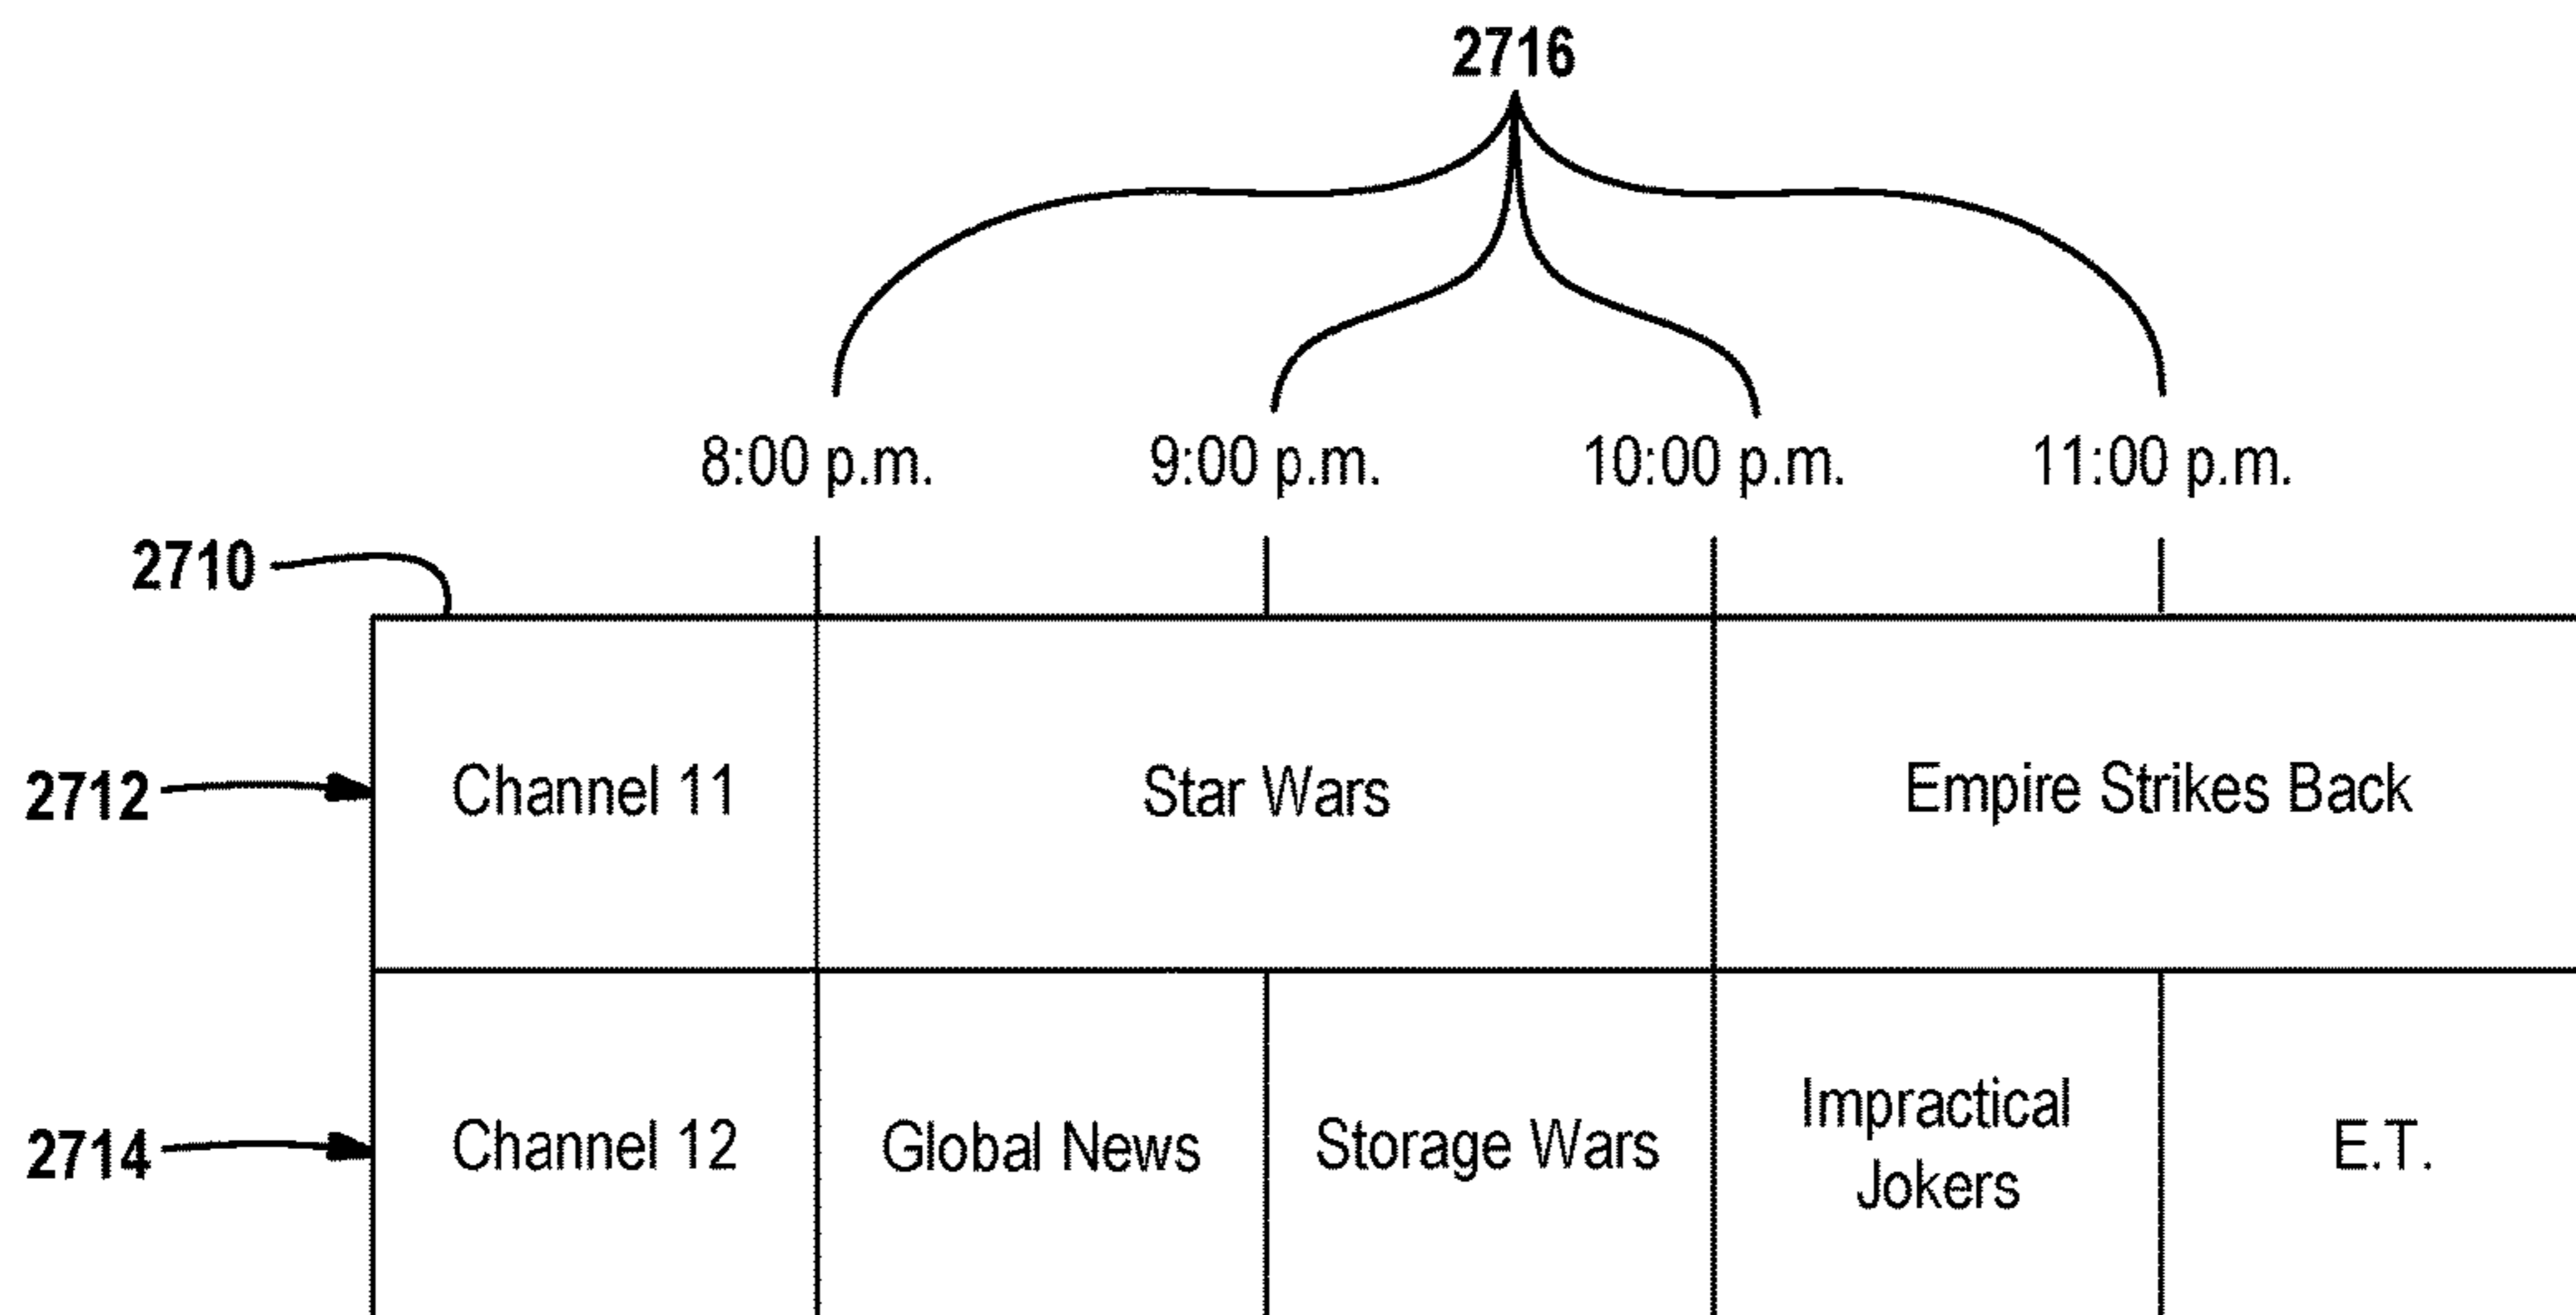 2716
8:00 p.m. 9:00 p.m. 10:00 p.m. 11:00 p.m.
2710
2712 Channel 11 Star Wars Empire Strikes Back
2714 Channel 12 Global News Storage Wars Impractical
Jokers E.T.